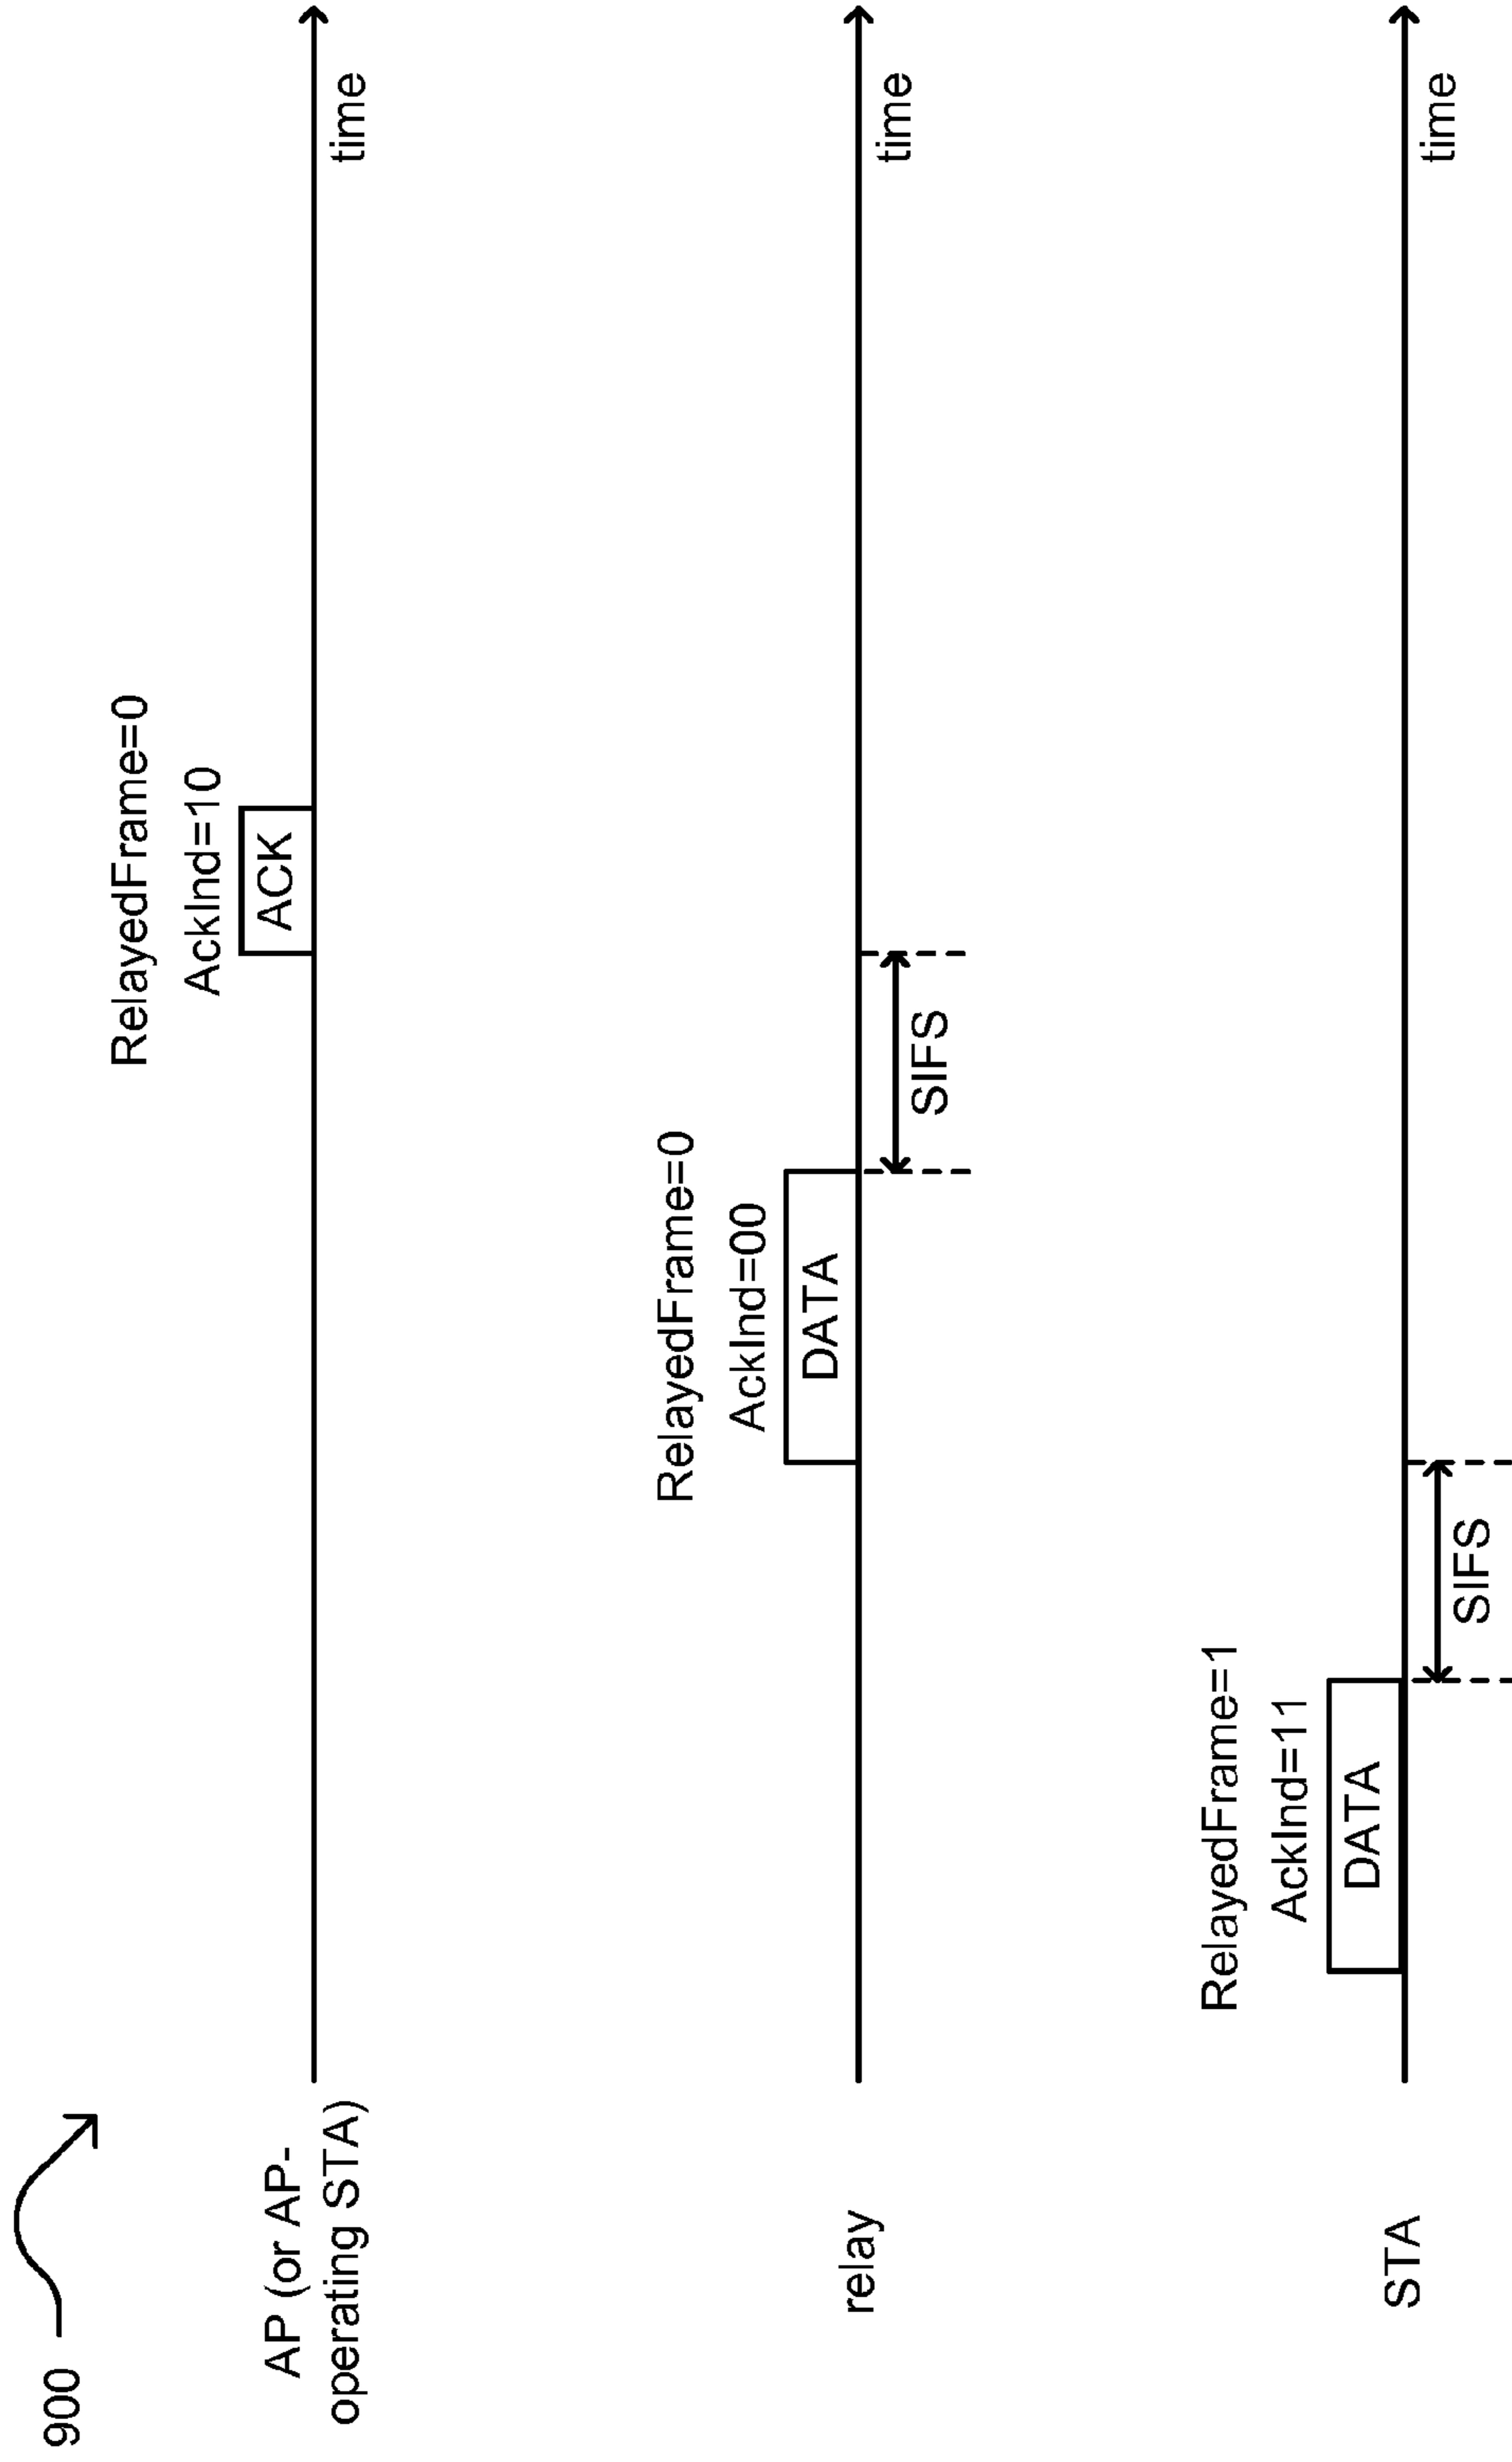 900
RelayedFrame=0
AckInd=10
ACK
AP (or AP-
operating STA)
time
RelayedFrame=0
AckInd=00
DATA
relay
time
SIFS
RelayedFrame=1
AckInd=11
DATA
STA
time
SIFS